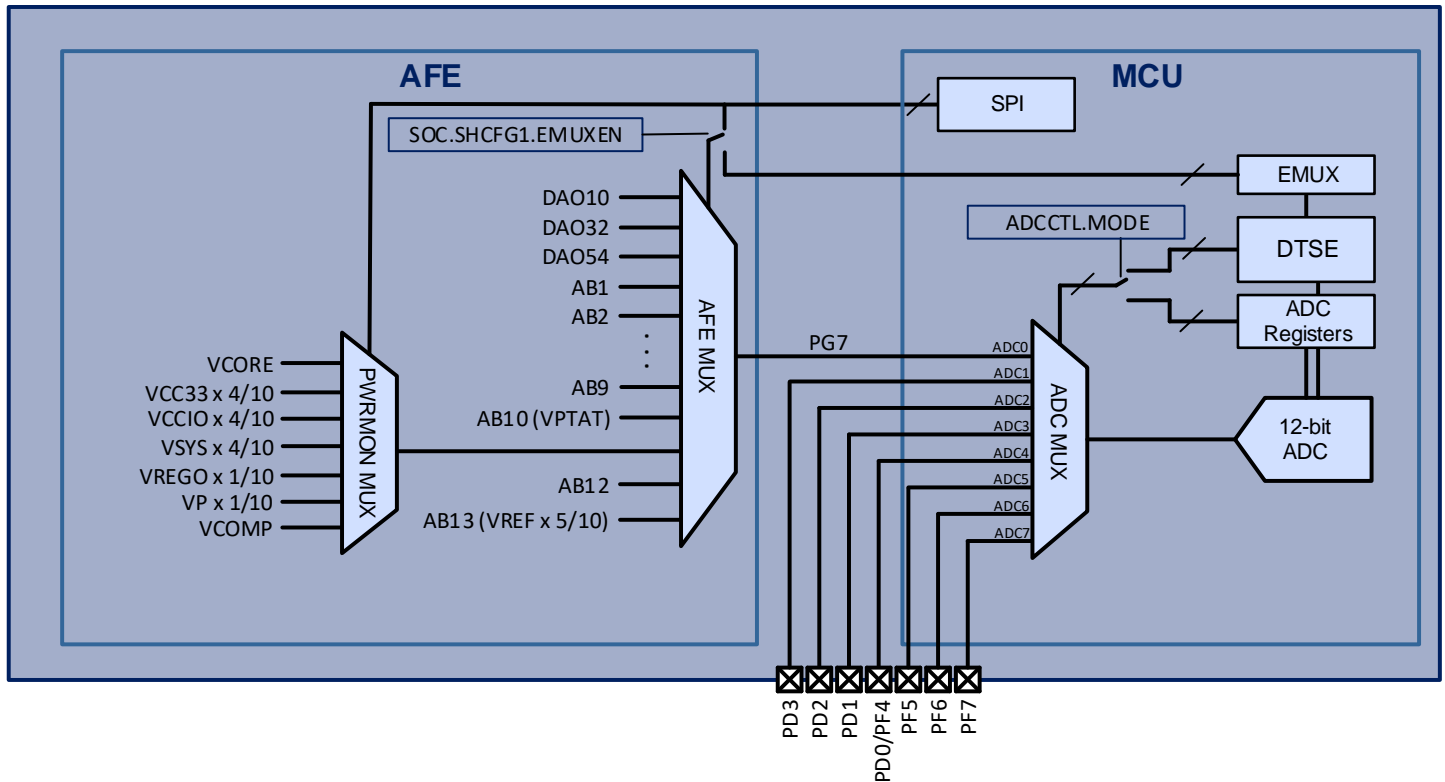 AFE
MCU
SPI
SOC.SHCFG1.EMUXEN
EMUX
DAO10
DAO32
DAO54
AB1
AB2
AB9
AB10 (VPTAT)
AB12
AB13 (VREF x 5/10)
AFE MUX
VCORE
VCC33 x 4/10
VCCIO x 4/10
VSYS x 4/10
VREGO x 1/10
VP x 1/10
VCOMP
PWRMON MUX
PG7
ADCCTL.MODE
DTSE
ADC
Registers
ADC0
ADC1
ADC2
ADC3
ADC4
ADC5
ADC6
ADC7
ADC MUX
12-bit
ADC
PD3
PD2
PD1
PD0/PF4
PF5
PF6
PF7